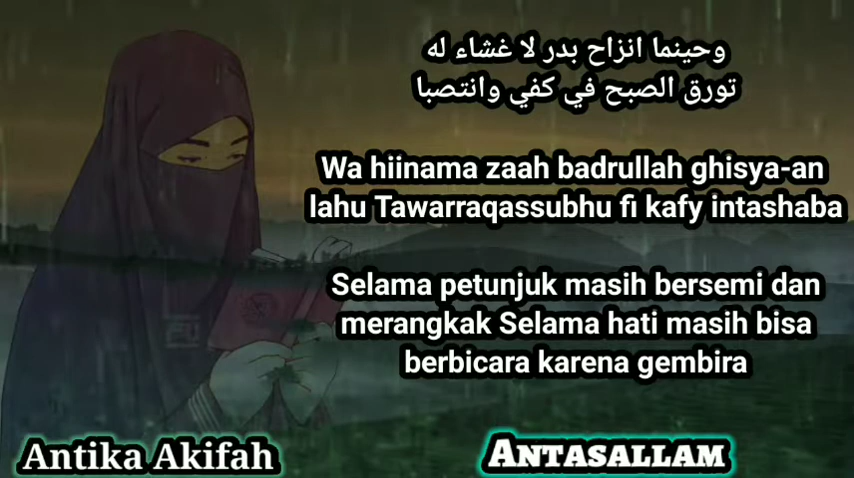 وحينما انزاح بدر لا غشاء له
تورق الصبح في كفي وانتصبا
Wa hiinama zaah badrullah ghisya-an
lahu Tawarraqassubhu fi kafy intashaba
Selama petunjuk masih bersemi dan
merangkak Selama hati masih bisa
berbicara karena gembira
Antika Akifah
ANTASALLAM